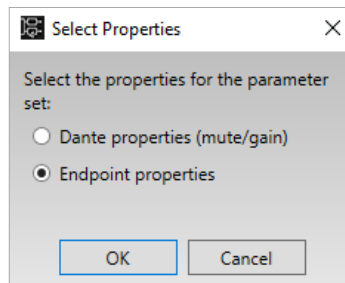 Select Properties
Select the properties for the parameter
set:
Dante properties (mute/gain)
Endpoint properties
OK
Cancel